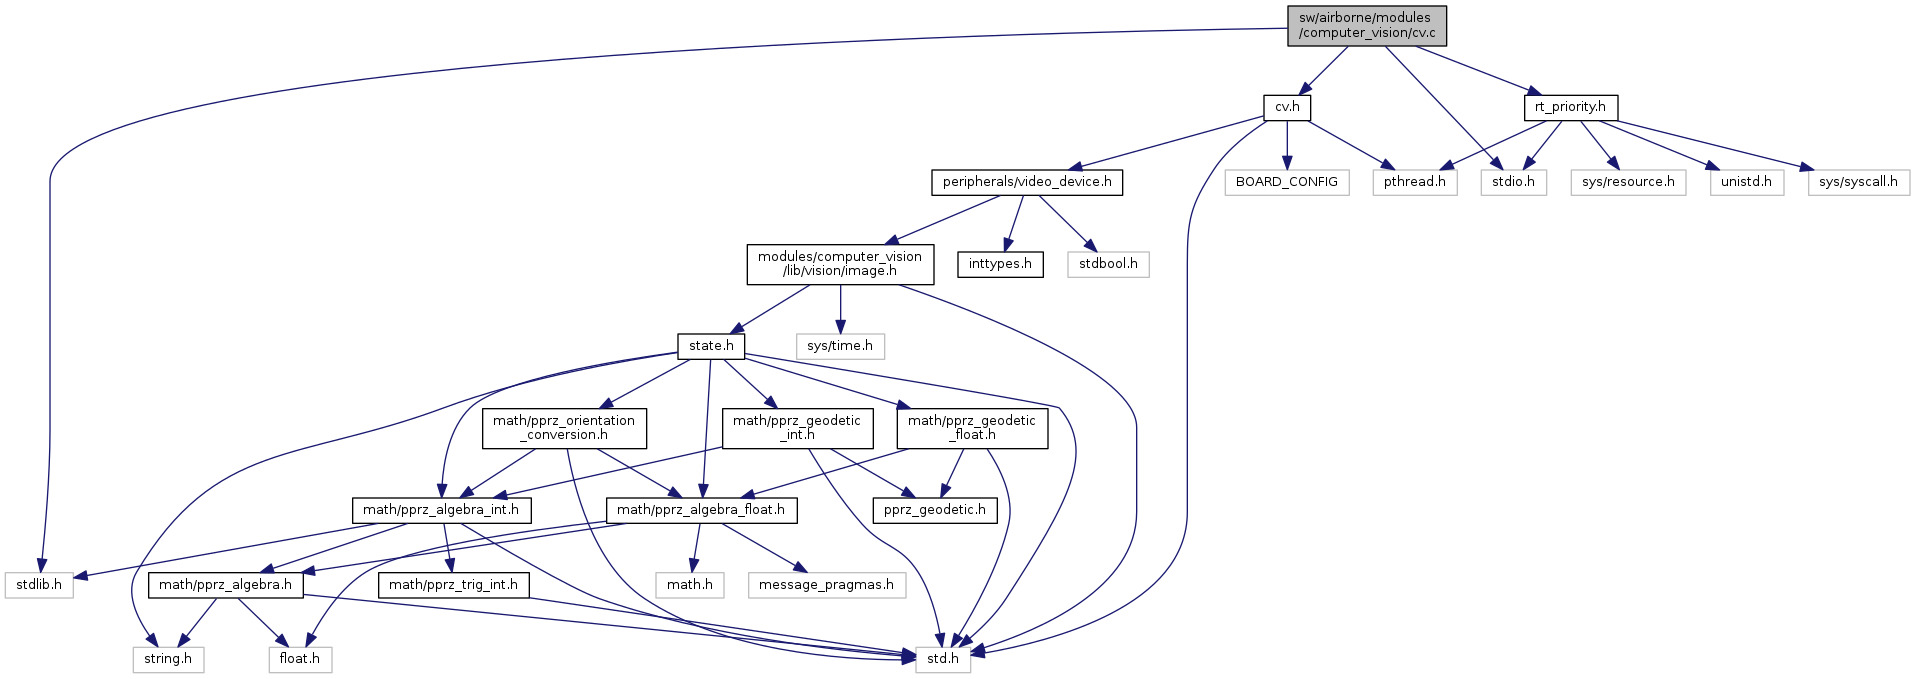 sw/airborne/modules
/computer_vision/cv.c
cv.h
rt_priority.h
peripherals/video_device.h
BOARD_CONFIG
pthread.h
stdio.h
sys/resource.h
unistd.h
sys/syscall.h
modules/computer_vision
/lib/vision/image.h
inttypes.h
stdbool.h
state.h
sys/time.h
math/pprz_orientation
_conversion.h
math/pprz_geodetic
_int.h
math/pprz_geodetic
_float.h
math/pprz_algebra_int.h
math/pprz_algebra_float.h
pprz_geodetic.h
stdlib.h
math/pprz_algebra.h
math/pprz_trig_int.h
math.h
message_pragmas.h
string.h
float.h
std.h